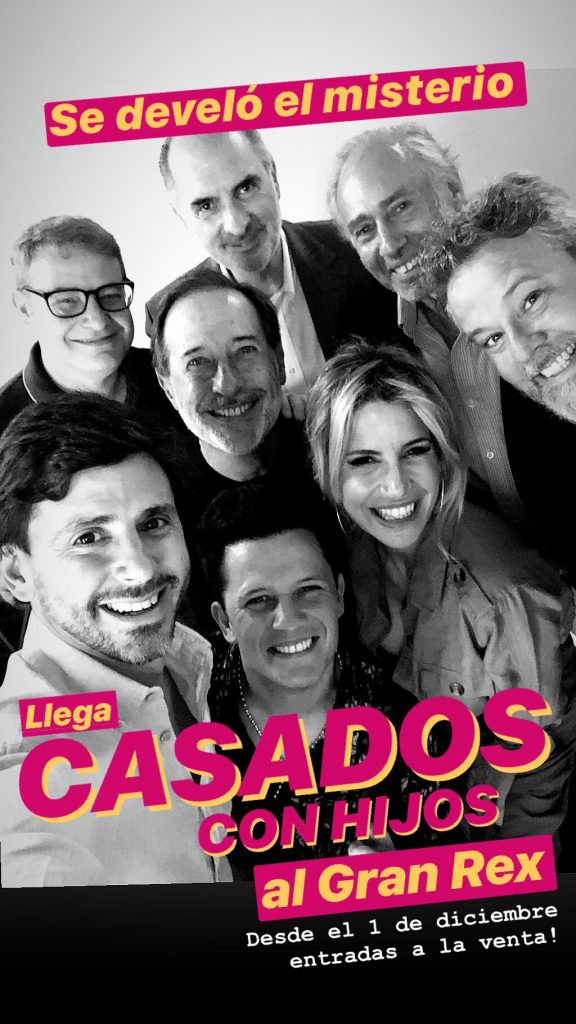 Se develó el misterio
Llega
CASADOS
CON HIJOS
al Gran Rex
Desde el 1 de diciembre
entradas a la venta!